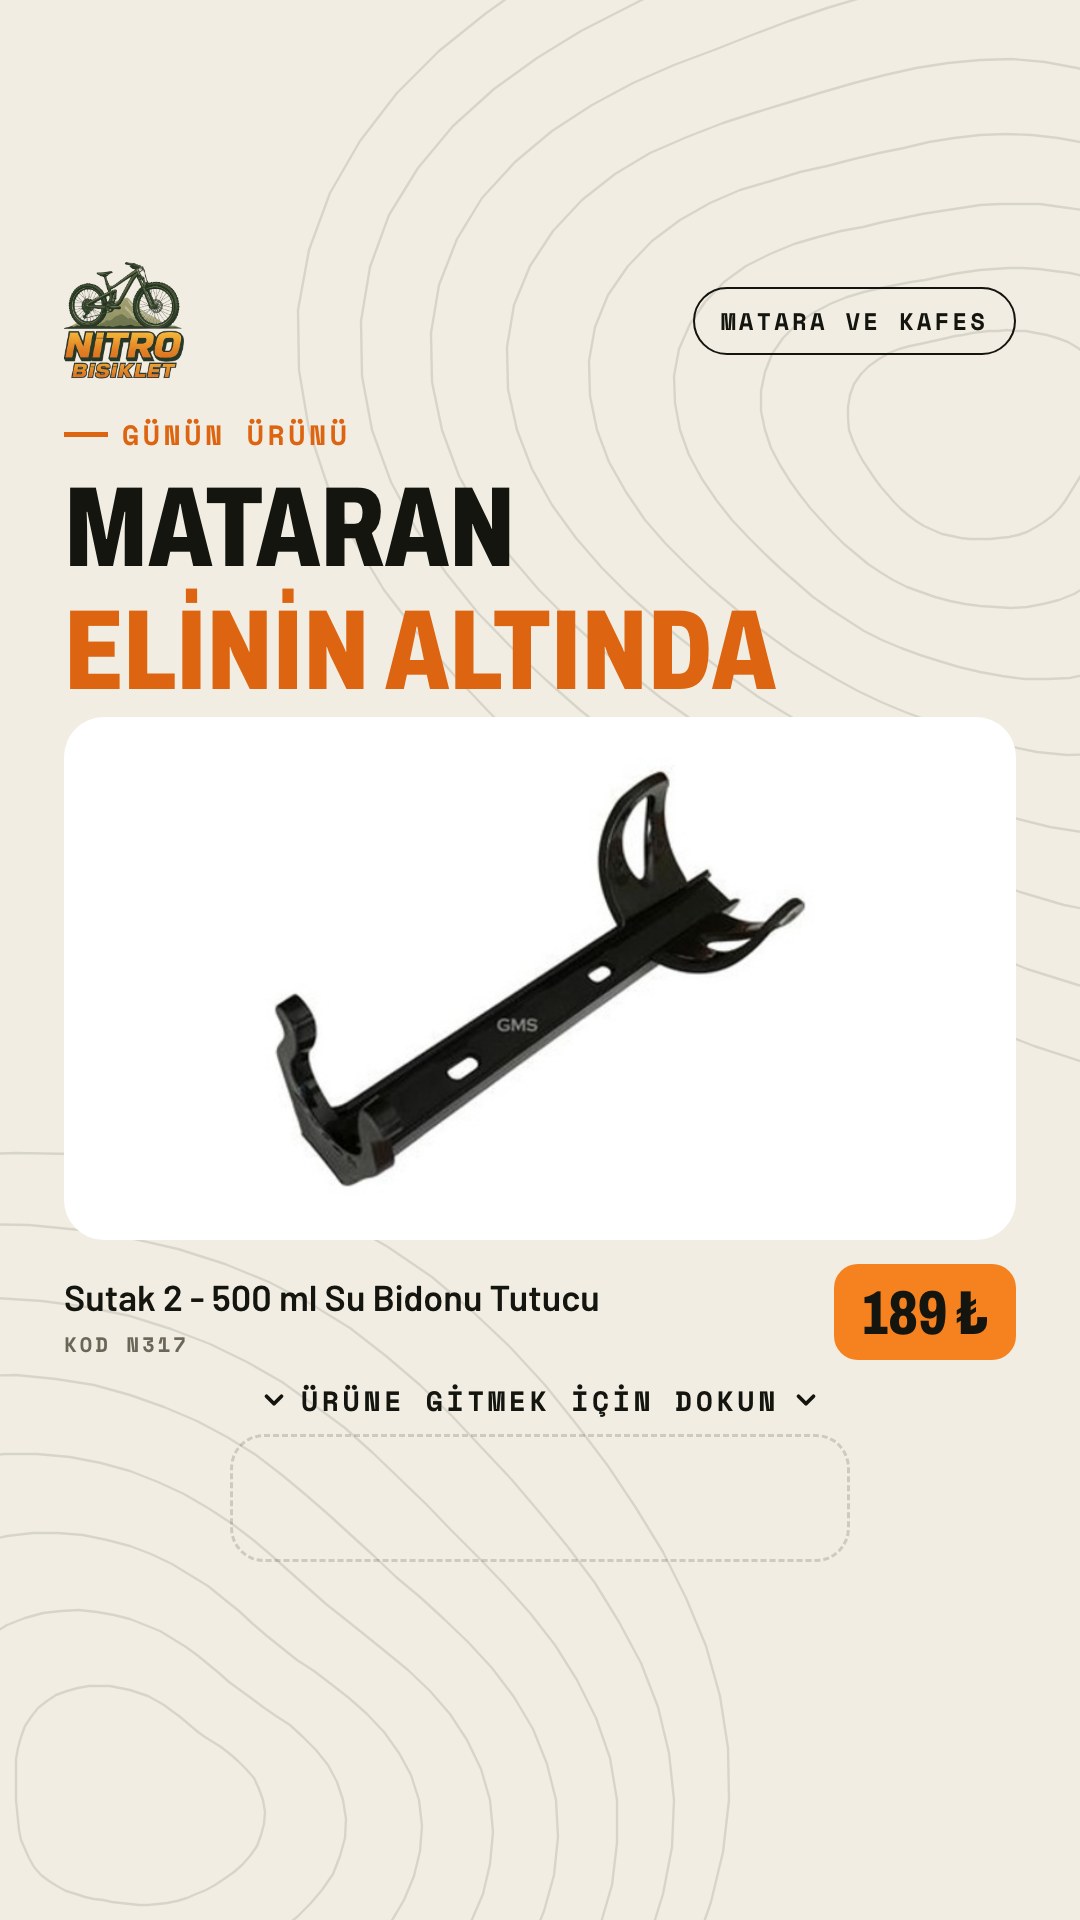 NiTRO
BISIKLET
MATARA VE KAFES
GÜNÜN ÜRÜNÜ
MATARAN
ELİNİN ALTINDA
GMS
Sutak 2 - 500 ml Su Bidonu Tutucu
189 ₺
KOD N317
ÜRÜNE GİTMEK İÇİN DOKUN